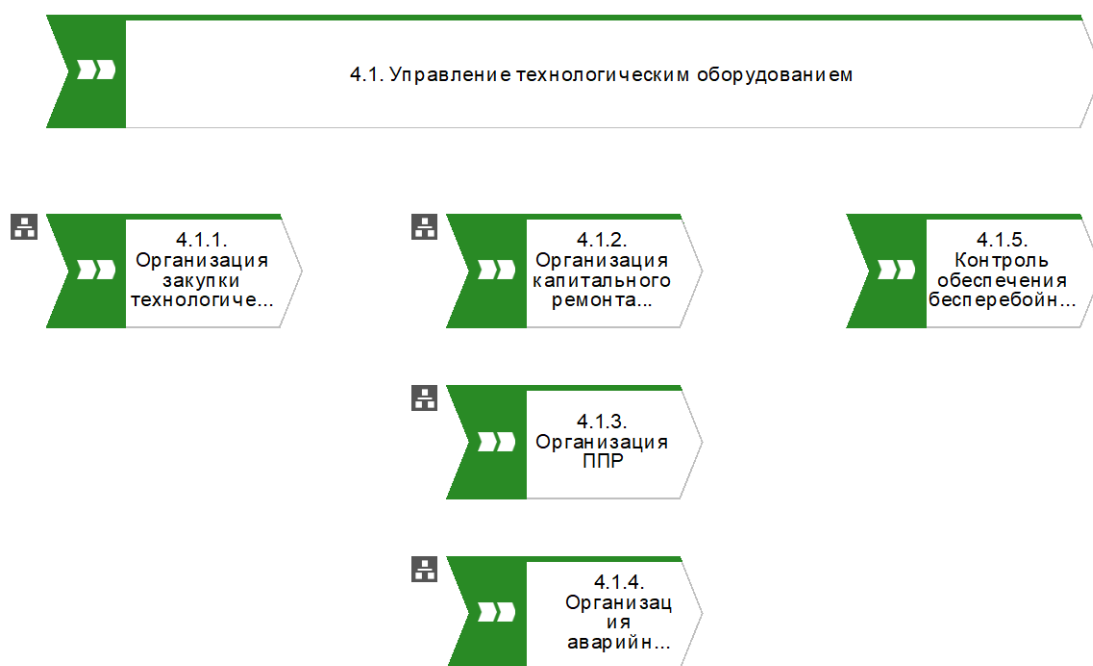 4.1. Управление технологическим оборудованием
4.1.1.
Организация
закупки
технологиче...
4.1.2.
Организация
капитального
ремонта...
4.1.5.
Контроль
обеспечения
бесперебойн...
4.1.3.
Организация
ППР
4.1.4.
Организац
ия
аварийн...